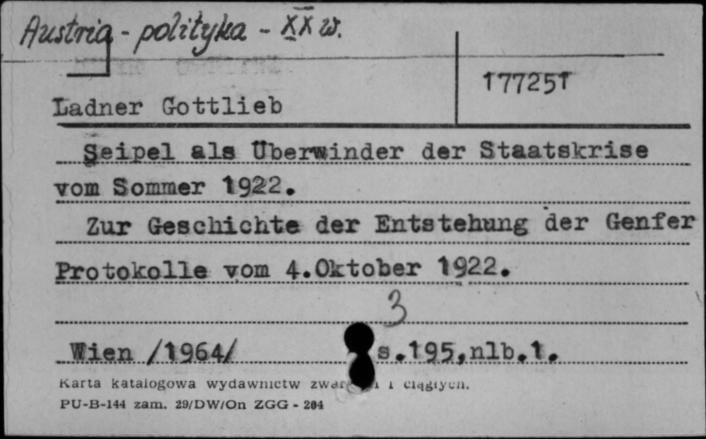 Austria - polityka - XX w.
177251
Ladner Gottlieb
Seipel als Uberwinder der Staatskrise
vom Sommer 1922.
Zur Geschichte der Entstehung der Genfer
Protokolle vom 4.Oktober 1922.
3
Wien /1964/ s.195,nlb.1.
Karta katalogowa wydawnictw i ciągłych.
PU-B-144 zam. 29/DW/On ZGG - 204